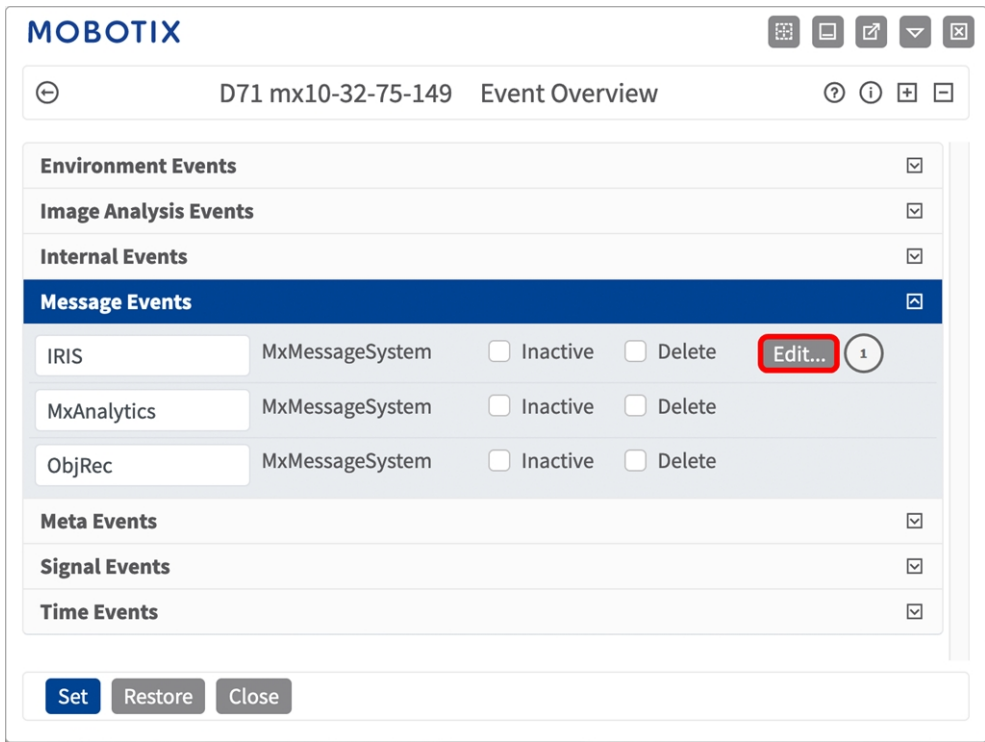 MOBOTIX
D71 mx10-32-75-149 Event Overview
Environment Events
Image Analysis Events
Internal Events
Message Events
IRIS MxMessageSystem Inactive Delete Edit... 1
MxAnalytics MxMessageSystem Inactive Delete
ObjRec MxMessageSystem Inactive Delete
Meta Events
Signal Events
Time Events
Set Restore Close